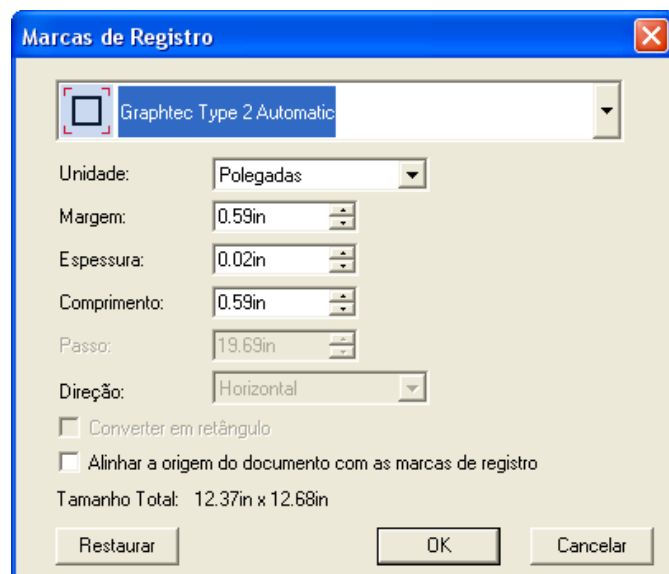 Marcas de Registro
Graphtec Type 2 Automatic
Unidade: Polegadas
Margem: 0.59in
Espessura: 0.02in
Comprimento: 0.59in
Passo: 19.69in
Direção: Horizontal
Converter em retângulo
Alinhar a origem do documento com as marcas de registro
Tamanho Total: 12.37in x 12.68in
Restaurar OK Cancelar